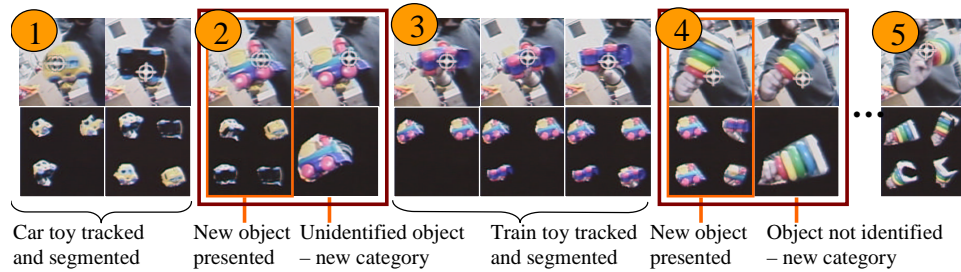 1 2 3 4 5
...
Car toy tracked
and segmented
New object
presented
Unidentified object
– new category
Train toy tracked
and segmented
New object
presented
Object not identified
– new category